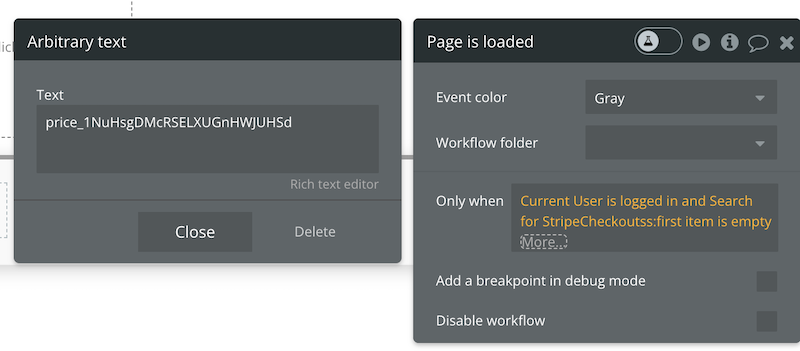 lick
Arbitrary text
Text
price_1NuHsgDMcRSELXUGnHWJUHSd
Rich text editor
Close
Delete
Page is loaded
Event color
Gray
Workflow folder
Only when
Current User is logged in and Search
for StripeCheckoutss:first item is empty
More...
Add a breakpoint in debug mode
Disable workflow